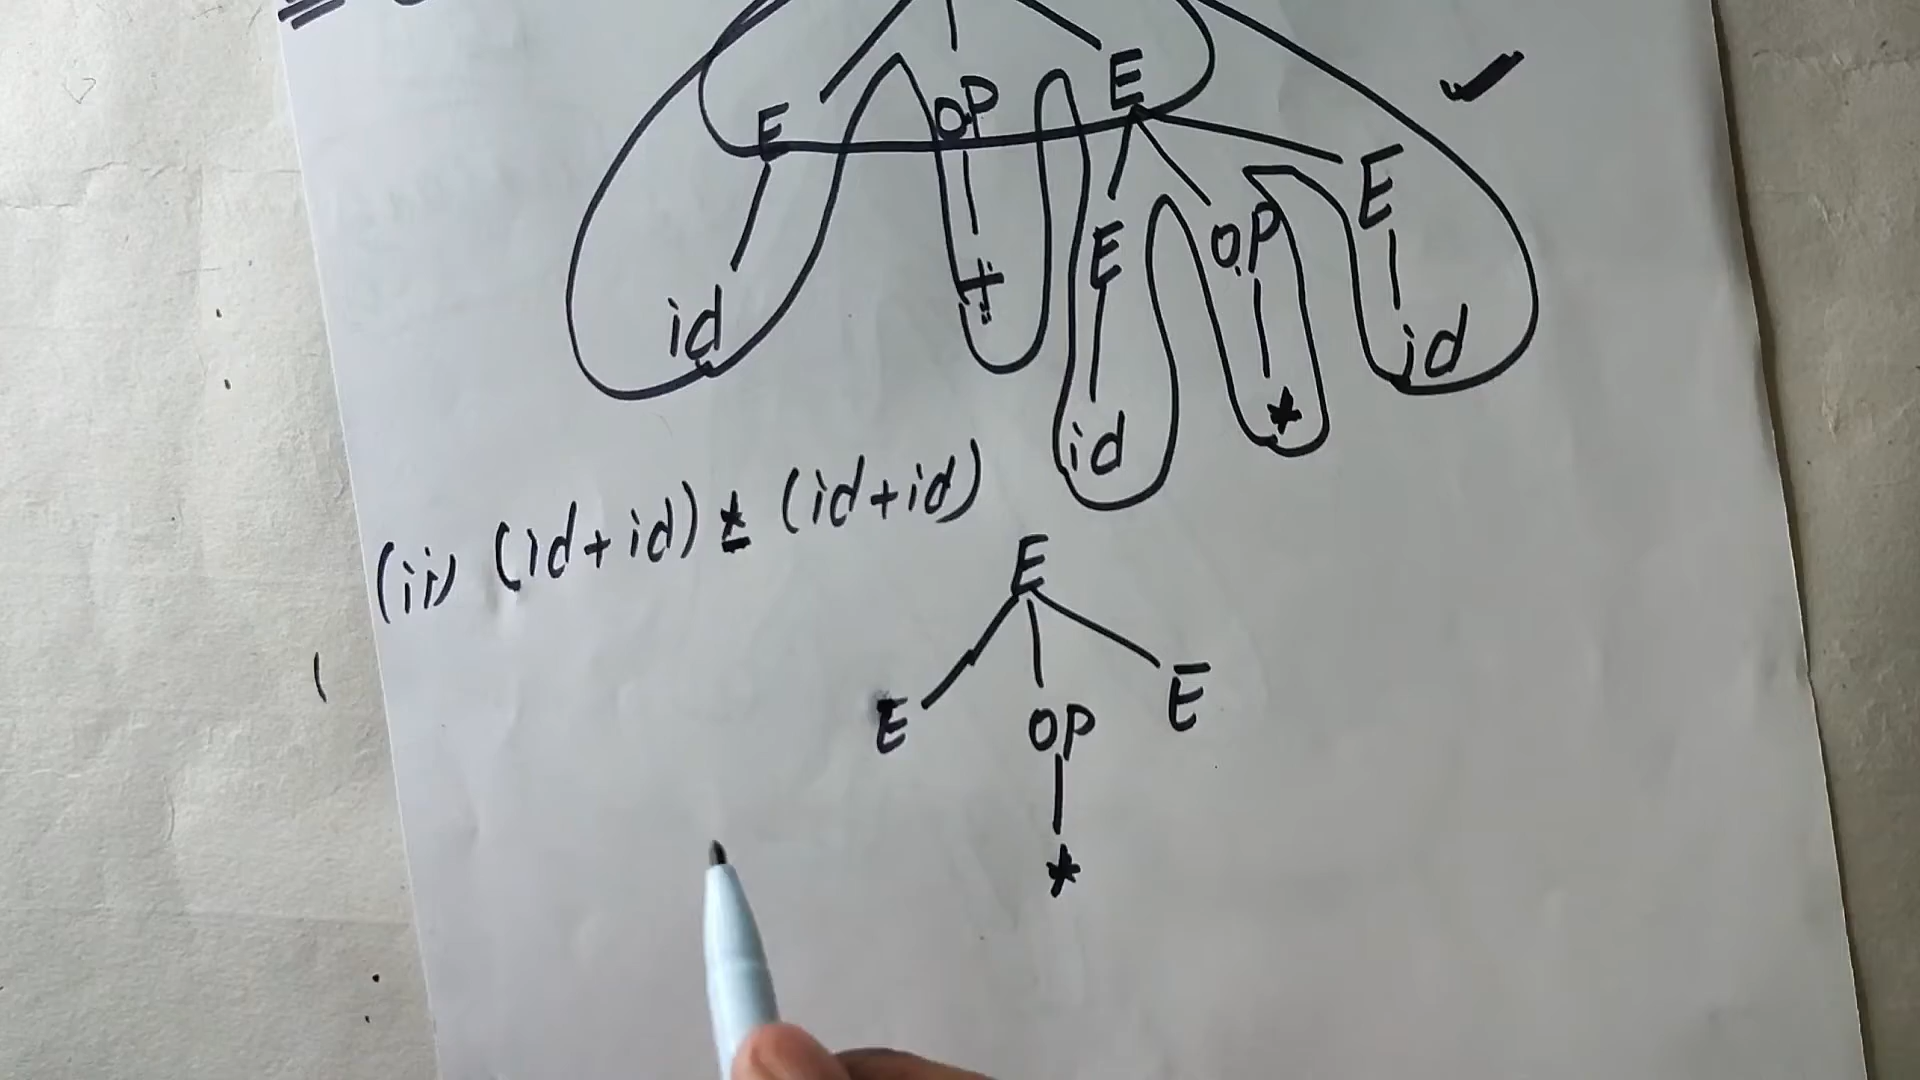 E OP E
id + E OP E
id * id
(ii) (id+id) * (id+id)
E
E OP E
*